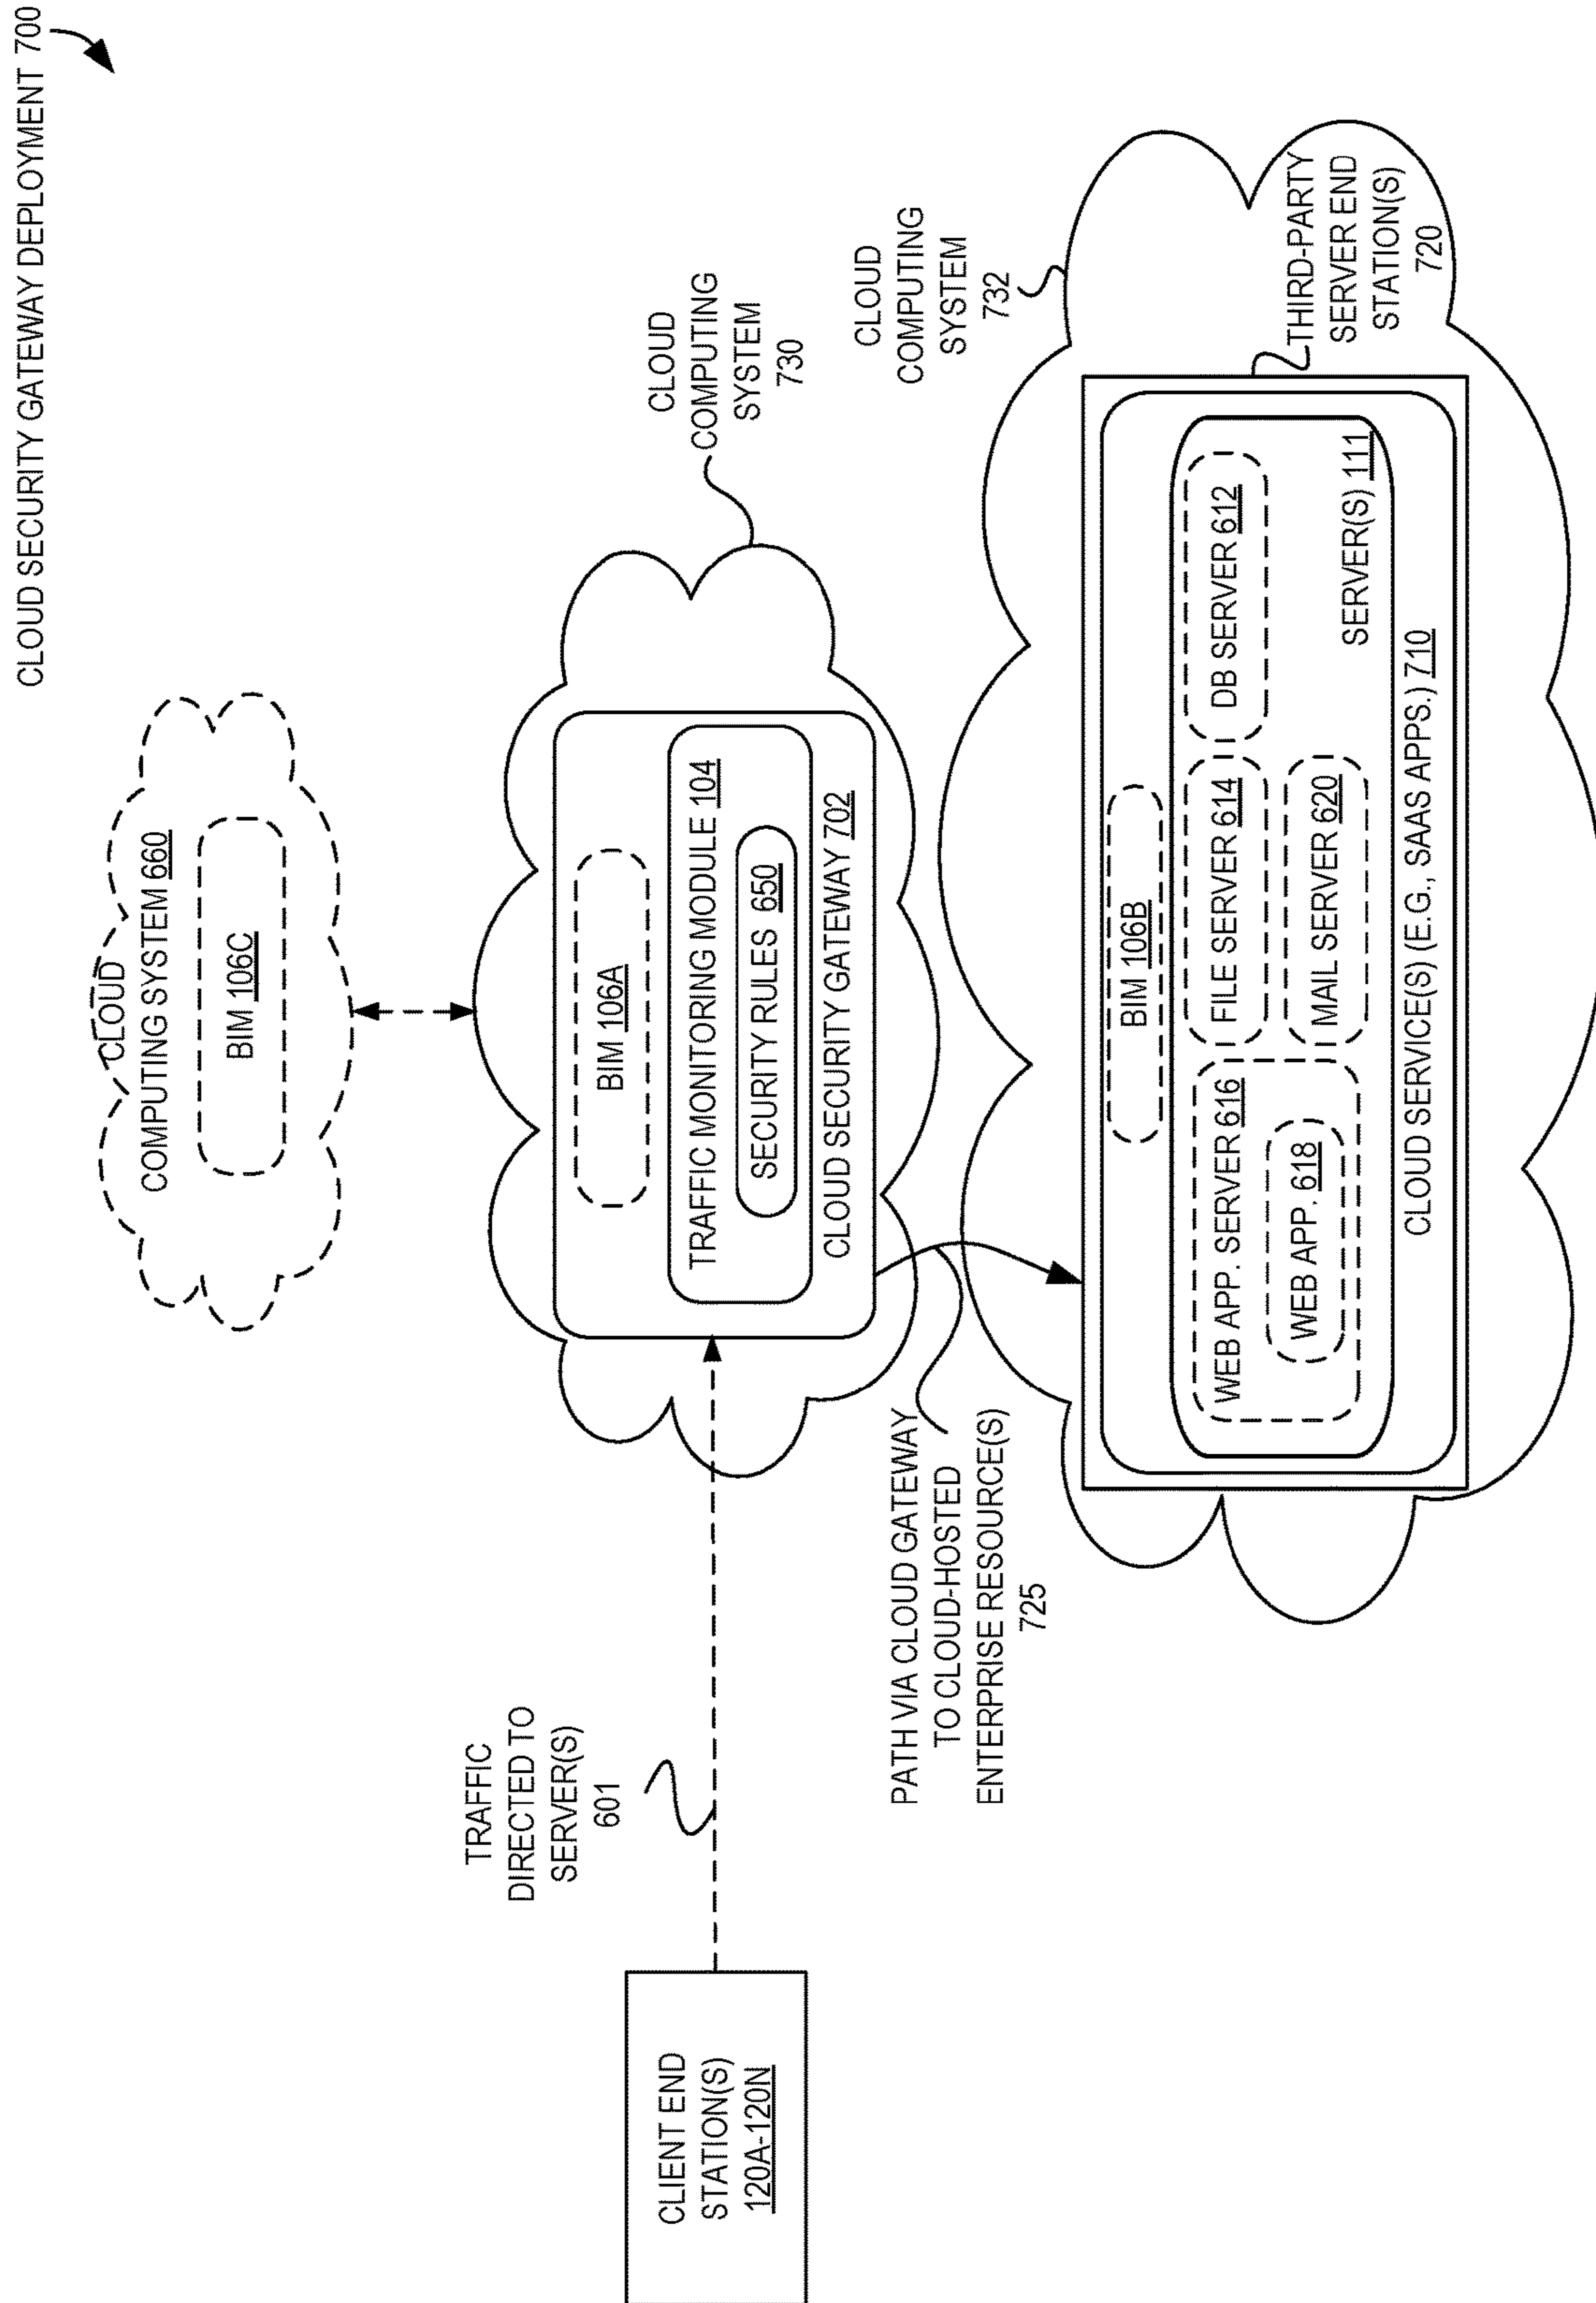 CLOUD SECURITY GATEWAY DEPLOYMENT 700
CLOUD
COMPUTING SYSTEM 660
BIM 106C
CLOUD
COMPUTING
SYSTEM
730
BIM 106A
TRAFFIC MONITORING MODULE 104
SECURITY RULES 650
CLOUD SECURITY GATEWAY 702
TRAFFIC
DIRECTED TO
SERVER(S)
601
CLIENT END
STATION(S)
120A-120N
PATH VIA CLOUD GATEWAY
TO CLOUD-HOSTED
ENTERPRISE RESOURCE(S)
725
CLOUD
COMPUTING
SYSTEM
732
THIRD-PARTY
SERVER END
STATION(S)
720
BIM 106B
WEB APP. SERVER 616
WEB APP. 618
FILE SERVER 614
MAIL SERVER 620
DB SERVER 612
SERVER(S) 111
CLOUD SERVICE(S) (E.G., SAAS APPS.) 710